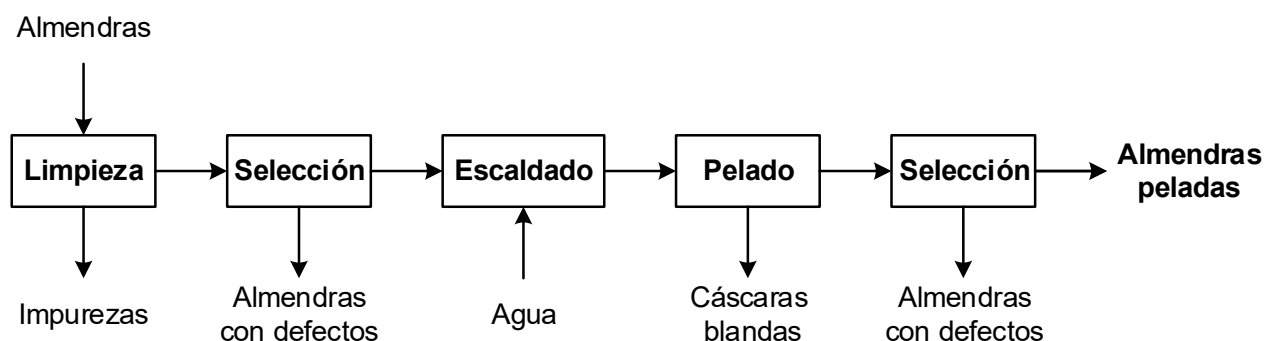 Almendras
Limpieza
Selección
Escaldado
Pelado
Selección
Almendras
peladas
Impurezas
Almendras
con defectos
Agua
Cáscaras
blandas
Almendras
con defectos